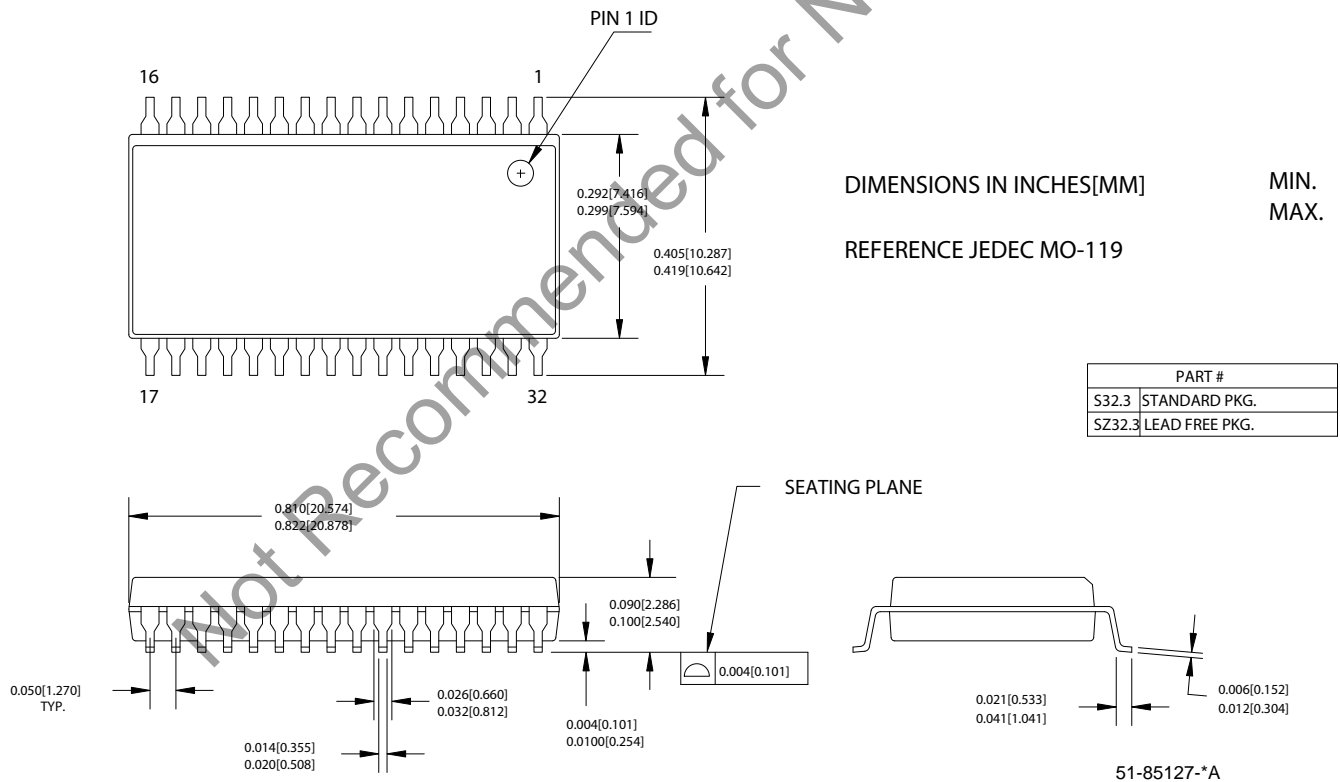 PIN 1 ID
16
1
0.292[7.416]
0.299[7.594]
0.405[10.287]
0.419[10.642]
DIMENSIONS IN INCHES[MM]
MIN.
MAX.
REFERENCE JEDEC MO-119
17
32
PART #
S32.3 STANDARD PKG.
SZ32.3 LEAD FREE PKG.
SEATING PLANE
0.810[20.574]
0.822[20.878]
0.090[2.286]
0.100[2.540]
0.004[0.101]
0.050[1.270]
TYP.
0.026[0.660]
0.032[0.812]
0.014[0.355]
0.020[0.508]
0.004[0.101]
0.0100[0.254]
0.021[0.533]
0.041[1.041]
0.006[0.152]
0.012[0.304]
51-85127-*A
Not Recommended for N